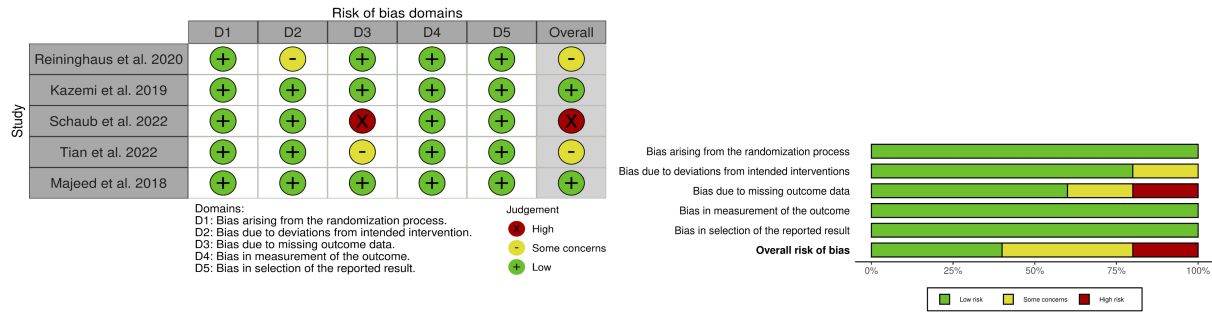 Risk of bias domains
D1 D2 D3 D4 D5 Overall
Study
Reininghaus et al. 2020 + - + + + -
Kazemi et al. 2019 + + + + + +
Schaub et al. 2022 + + X + + X
Tian et al. 2022 + + - + + -
Majeed et al. 2018 + + + + + +
Domains:
D1: Bias arising from the randomization process.
D2: Bias due to deviations from intended intervention.
D3: Bias due to missing outcome data.
D4: Bias in measurement of the outcome.
D5: Bias in selection of the reported result.
Judgement
X High
- Some concerns
+ Low
Bias arising from the randomization process
Bias due to deviations from intended interventions
Bias due to missing outcome data
Bias in measurement of the outcome
Bias in selection of the reported result
Overall risk of bias
0% 25% 50% 75% 100%
Low risk Some concerns High risk